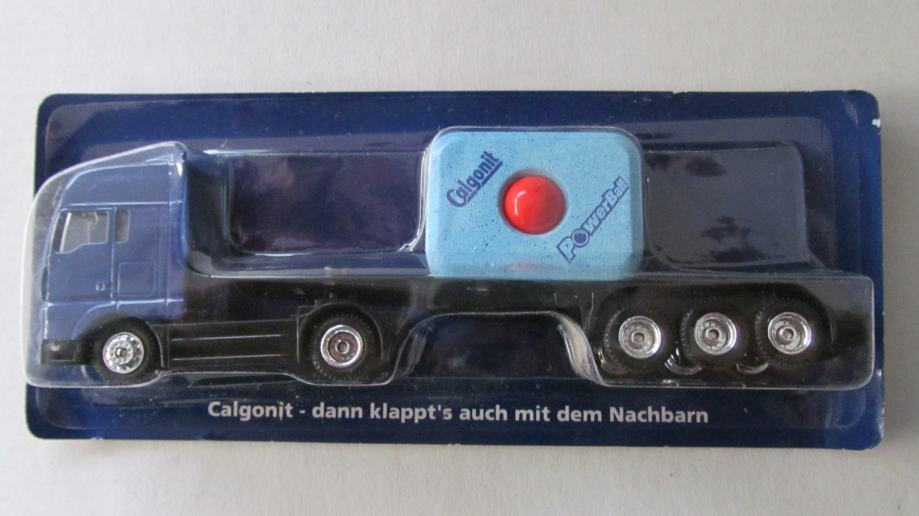 Calgonit
PowerBall
Calgonit - dann klappt's auch mit dem Nachbarn